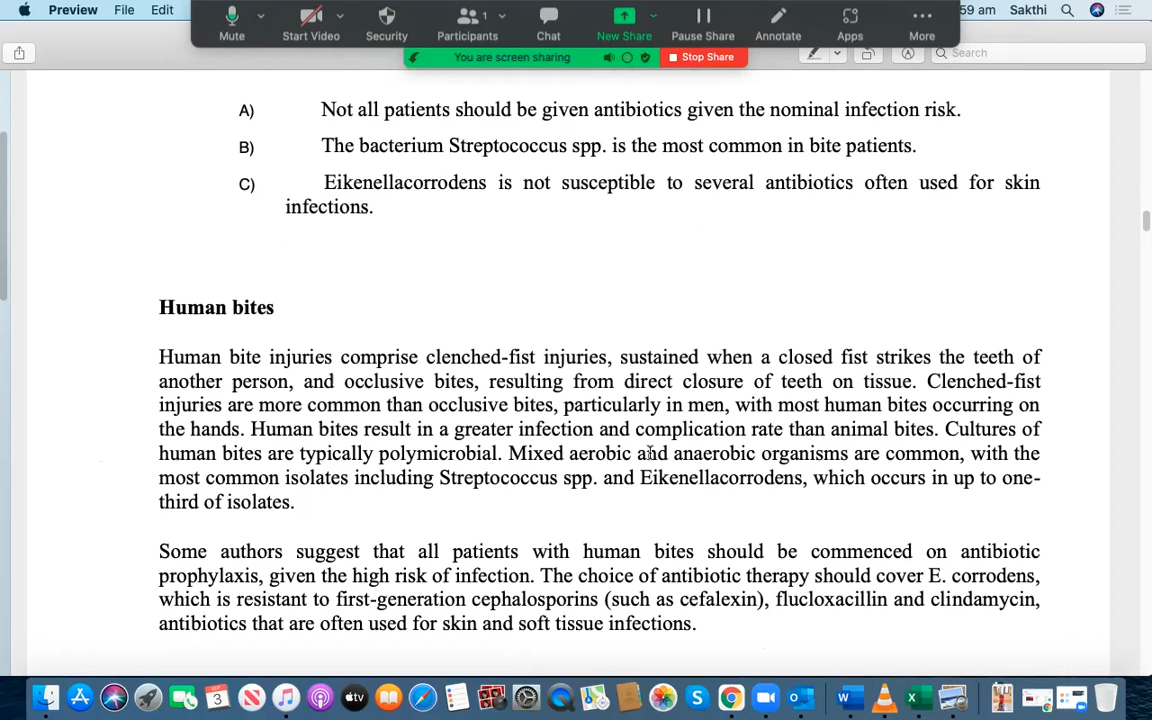 Preview File Edit 59 am Sakthi
Mute Start Video Security Participants 1 Chat New Share Pause Share Annotate Apps More
You are screen sharing Stop Share
Search
A) Not all patients should be given antibiotics given the nominal infection risk.
B) The bacterium Streptococcus spp. is the most common in bite patients.
C) Eikenellacorrodens is not susceptible to several antibiotics often used for skin
infections.
Human bites
Human bite injuries comprise clenched-fist injuries, sustained when a closed fist strikes the teeth of
another person, and occlusive bites, resulting from direct closure of teeth on tissue. Clenched-fist
injuries are more common than occlusive bites, particularly in men, with most human bites occurring on
the hands. Human bites result in a greater infection and complication rate than animal bites. Cultures of
human bites are typically polymicrobial. Mixed aerobic and anaerobic organisms are common, with the
most common isolates including Streptococcus spp. and Eikenellacorrodens, which occurs in up to one-
third of isolates.
Some authors suggest that all patients with human bites should be commenced on antibiotic
prophylaxis, given the high risk of infection. The choice of antibiotic therapy should cover E. corrodens,
which is resistant to first-generation cephalosporins (such as cefalexin), flucloxacillin and clindamycin,
antibiotics that are often used for skin and soft tissue infections.